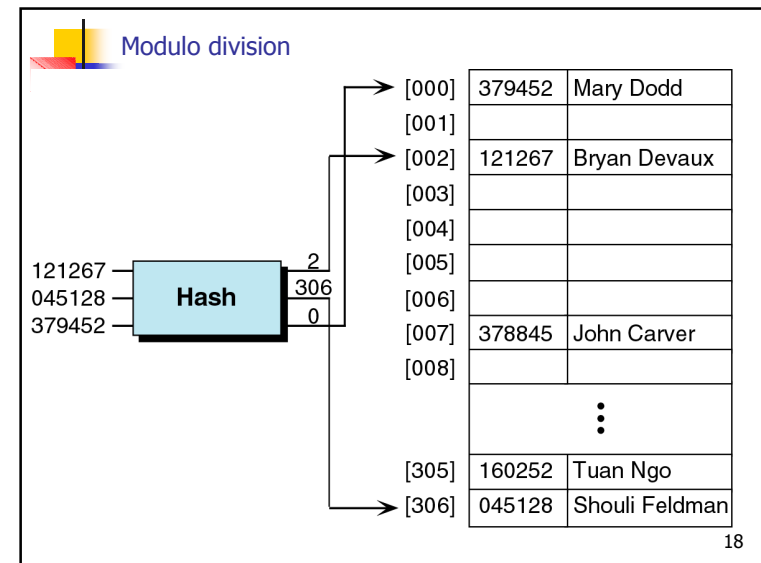 Modulo division
[000] 379452 Mary Dodd
[001]
[002] 121267 Bryan Devaux
[003]
[004]
121267 2 [005]
045128 Hash 306 [006]
379452 0 [007] 378845 John Carver
[008]
[305] 160252 Tuan Ngo
[306] 045128 Shouli Feldman
18